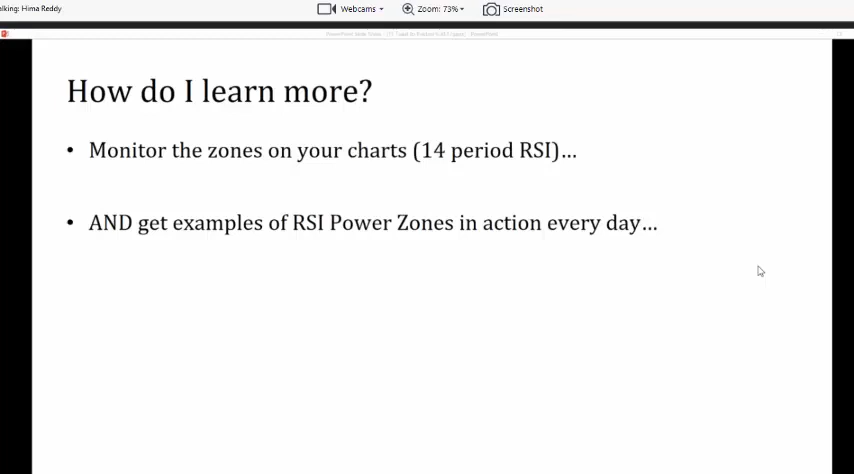 alking: Hima Reddy
Webcams
Zoom: 73%
Screenshot
How do I learn more?
• Monitor the zones on your charts (14 period RSI)…
• AND get examples of RSI Power Zones in action every day…